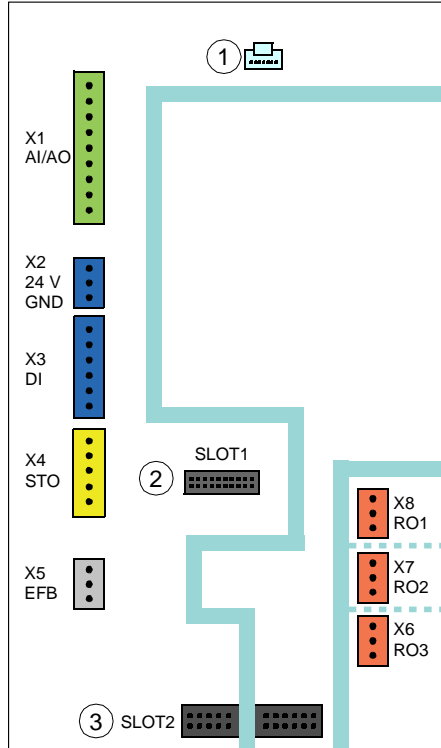 1
X1
AI/AO
X2
24 V
GND
X3
DI
X4
STO
2
SLOT1
X8
RO1
X5
EFB
X7
RO2
X6
RO3
3 SLOT2